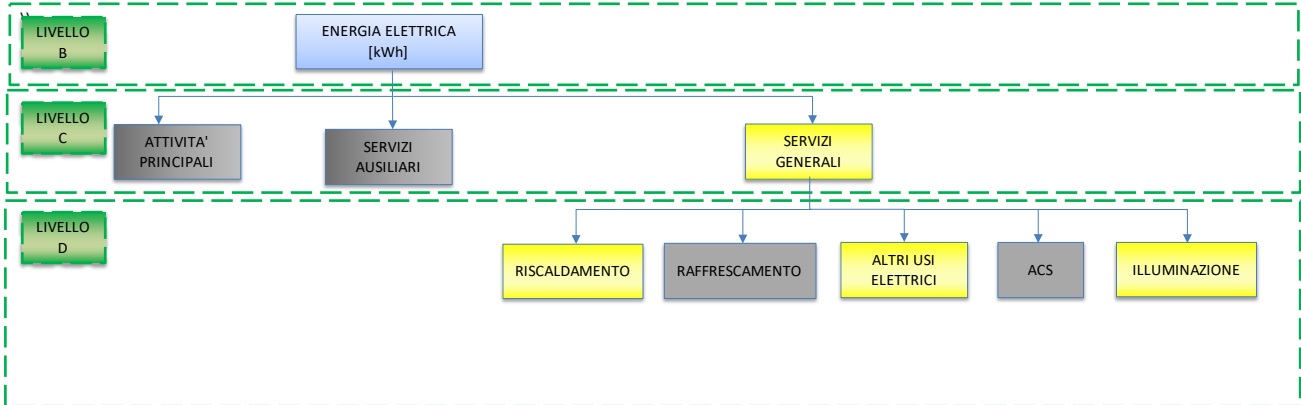 LIVELLO
B
ENERGIA ELETTRICA
[kWh]
LIVELLO
C
ATTIVITA'
PRINCIPALI
SERVIZI
AUSILIARI
SERVIZI
GENERALI
LIVELLO
D
RISCALDAMENTO
RAFFRESCAMENTO
ALTRI USI
ELETTRICI
ACS
ILLUMINAZIONE